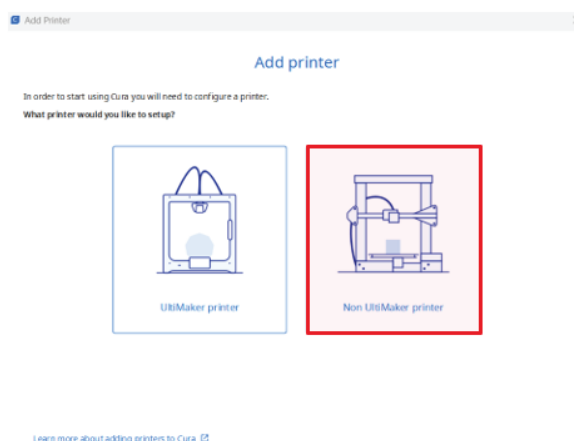 Add Printer
Add printer
In order to start using Cura you will need to configure a printer.
What printer would you like to setup?
UltiMaker printer
Non UltiMaker printer
Learn more about adding printers to Cura